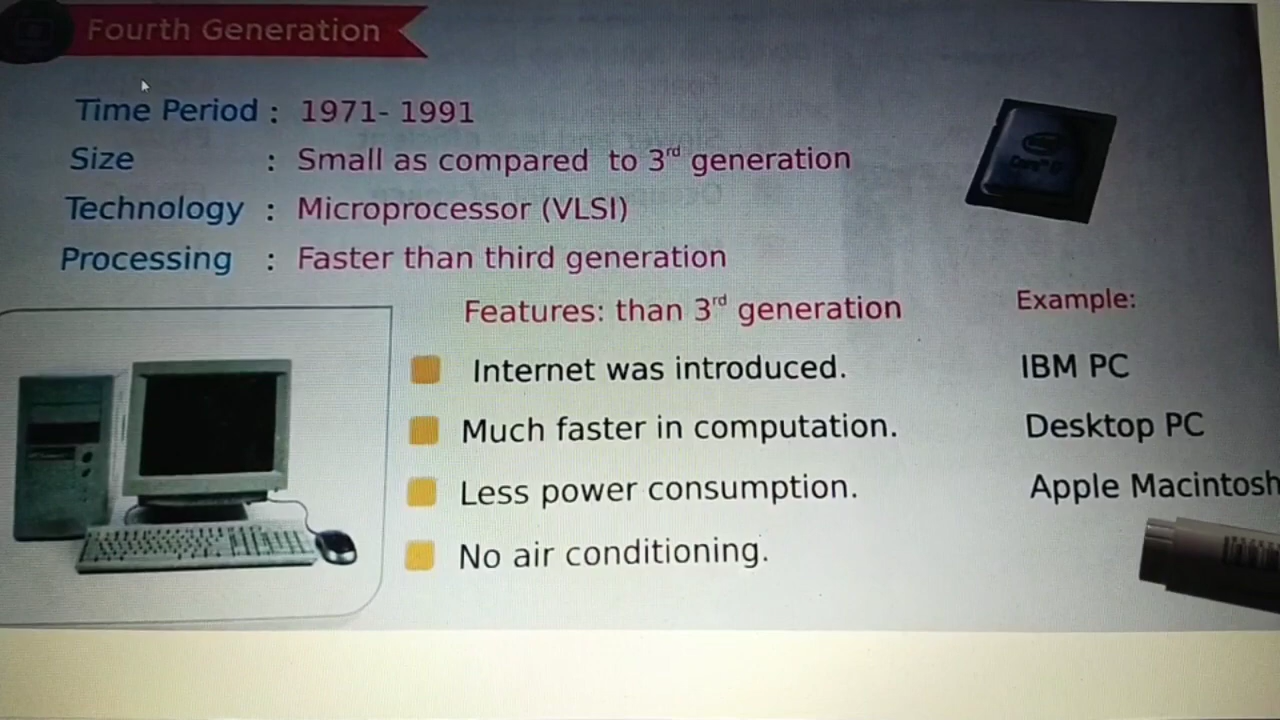 Fourth Generation
Time Period : 1971- 1991
Size : Small as compared to 3rd generation
Technology : Microprocessor (VLSI)
Processing : Faster than third generation
Features: than 3rd generation
Internet was introduced.
Much faster in computation.
Less power consumption.
No air conditioning.
Example:
IBM PC
Desktop PC
Apple Macintosh
intel